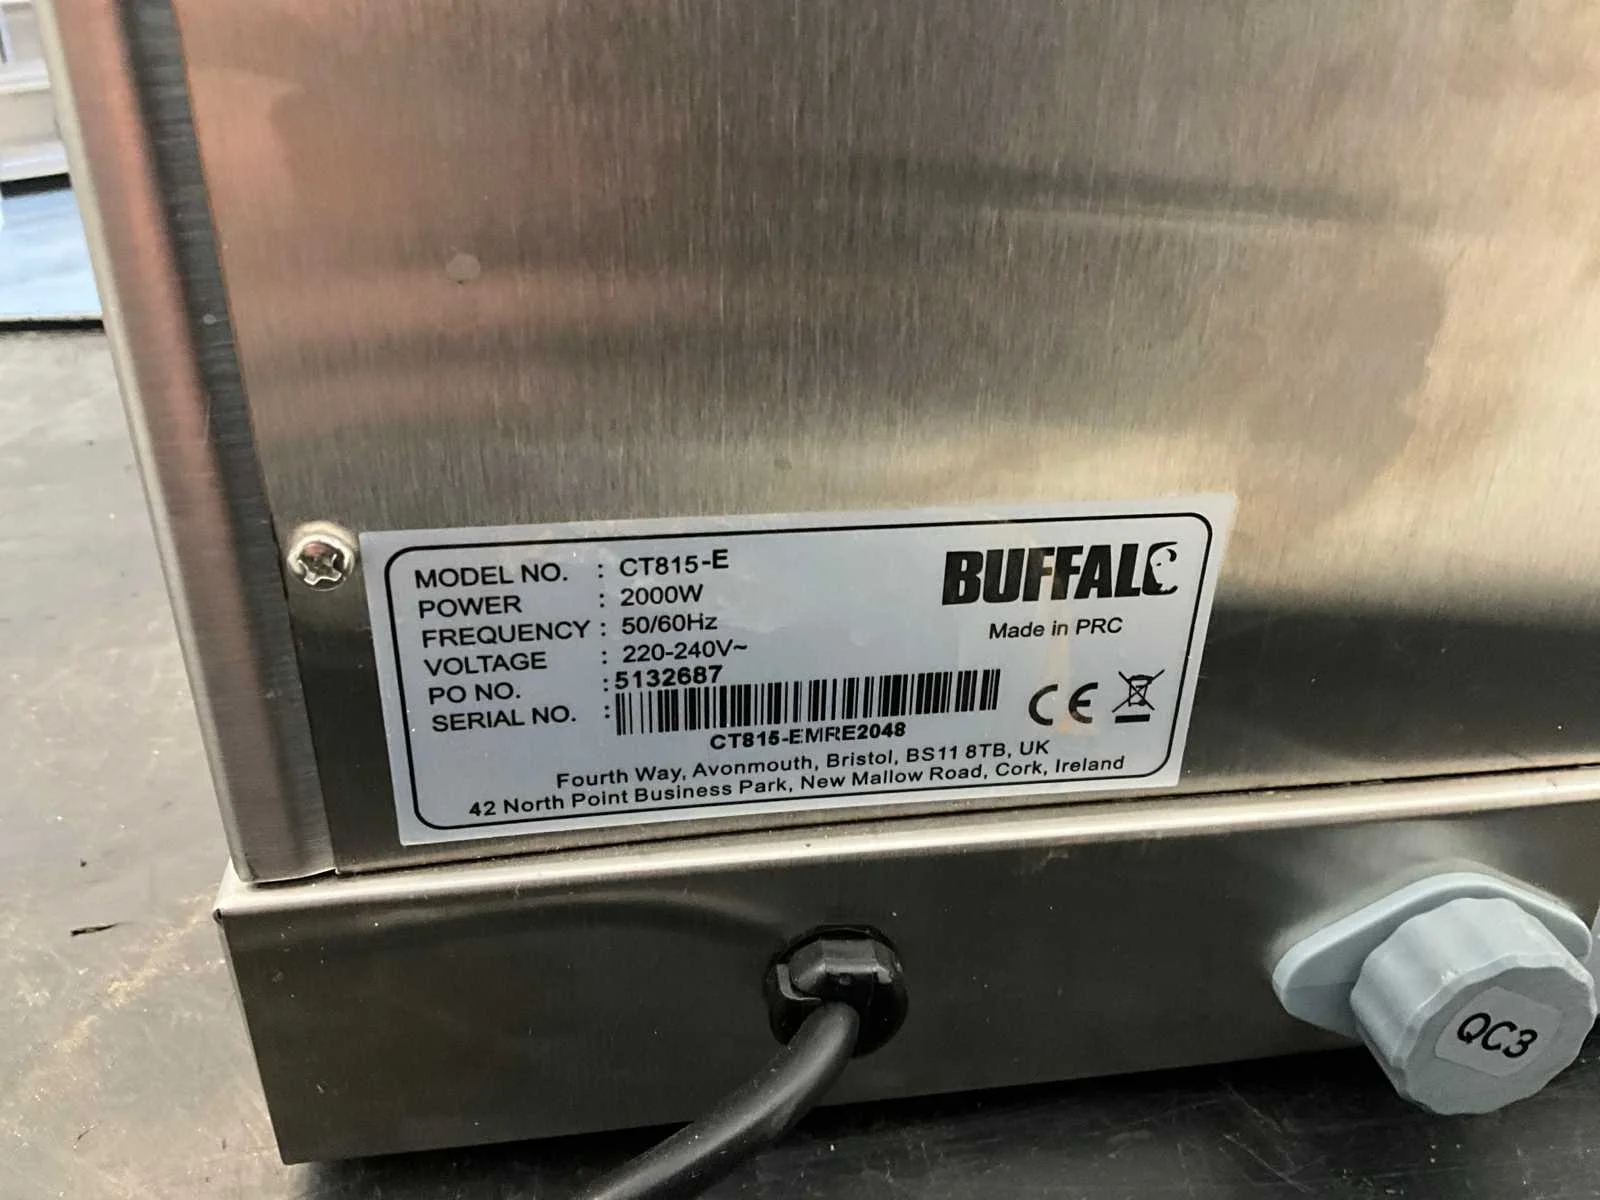 MODEL NO. : CT815-E
POWER : 2000W
FREQUENCY : 50/60Hz
VOLTAGE : 220-240V~
PO NO. : 5132687
SERIAL NO. :
CT815-EMRE2048
BUFFALO
Made in PRC
CE
Fourth Way, Avonmouth, Bristol, BS11 8TB, UK
42 North Point Business Park, New Mallow Road, Cork, Ireland
QC3